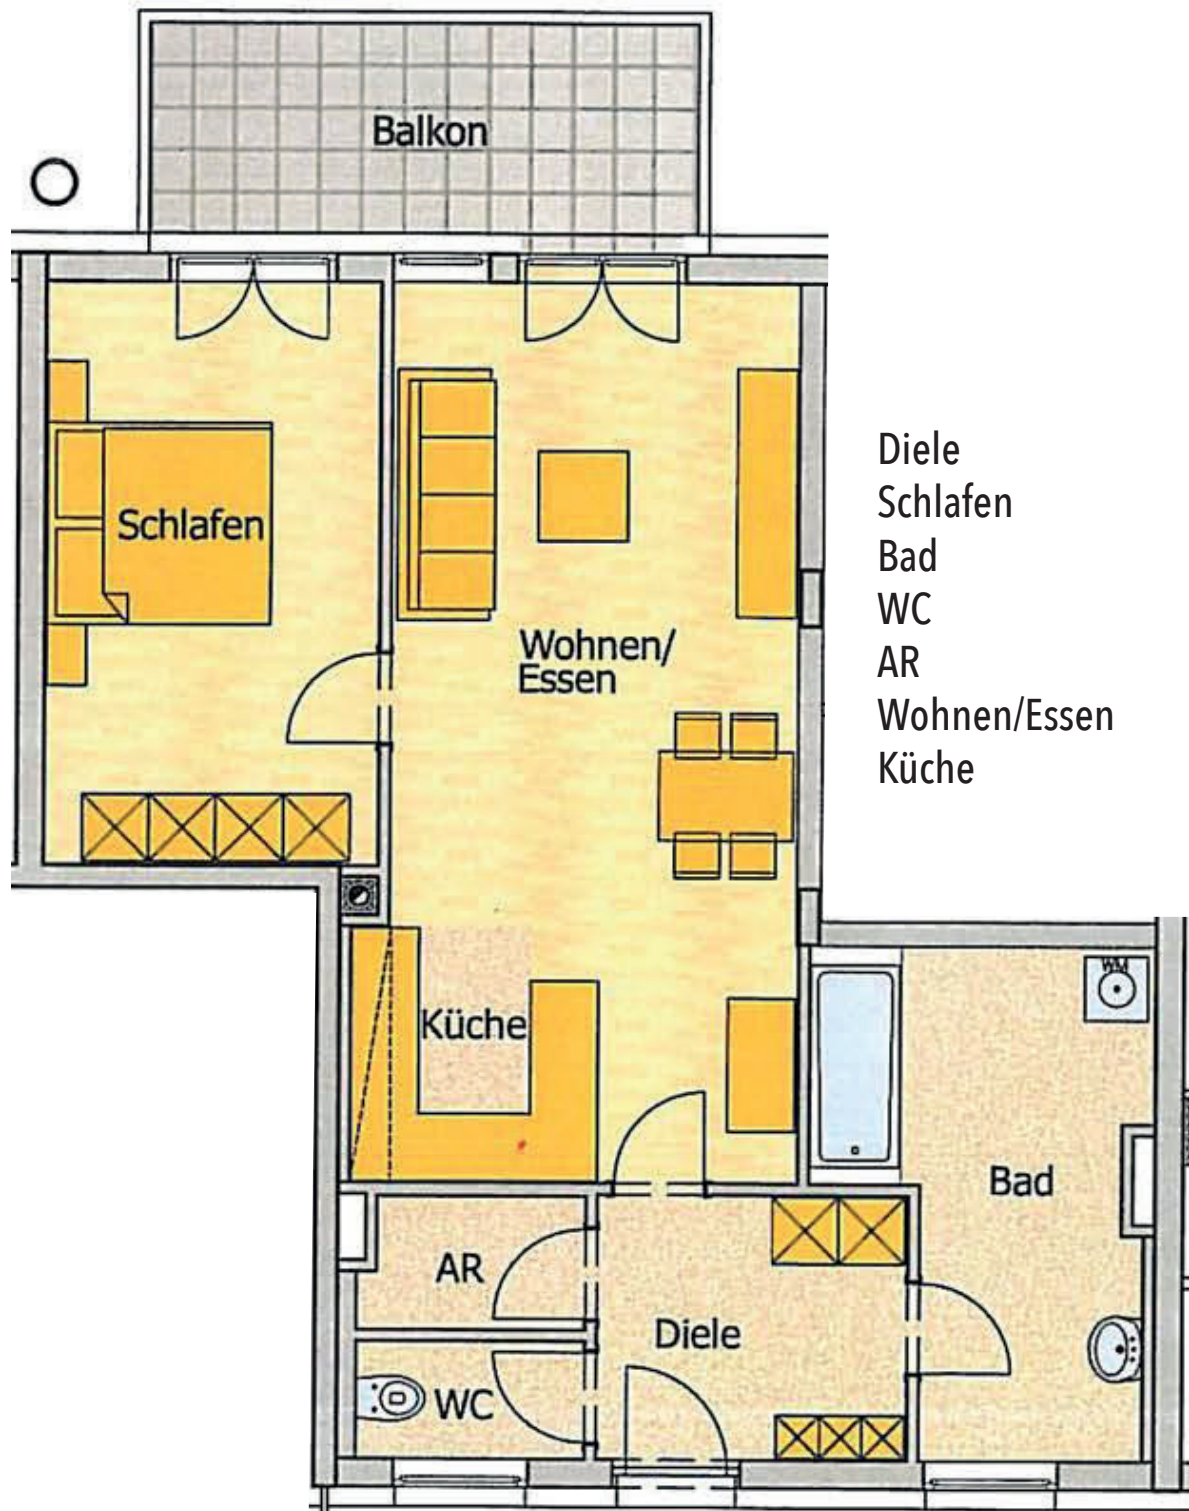 Balkon
Schlafen
Wohnen/
Essen
Küche
WM
Bad
AR
Diele
WC
Diele
Schlafen
Bad
WC
AR
Wohnen/Essen
Küche